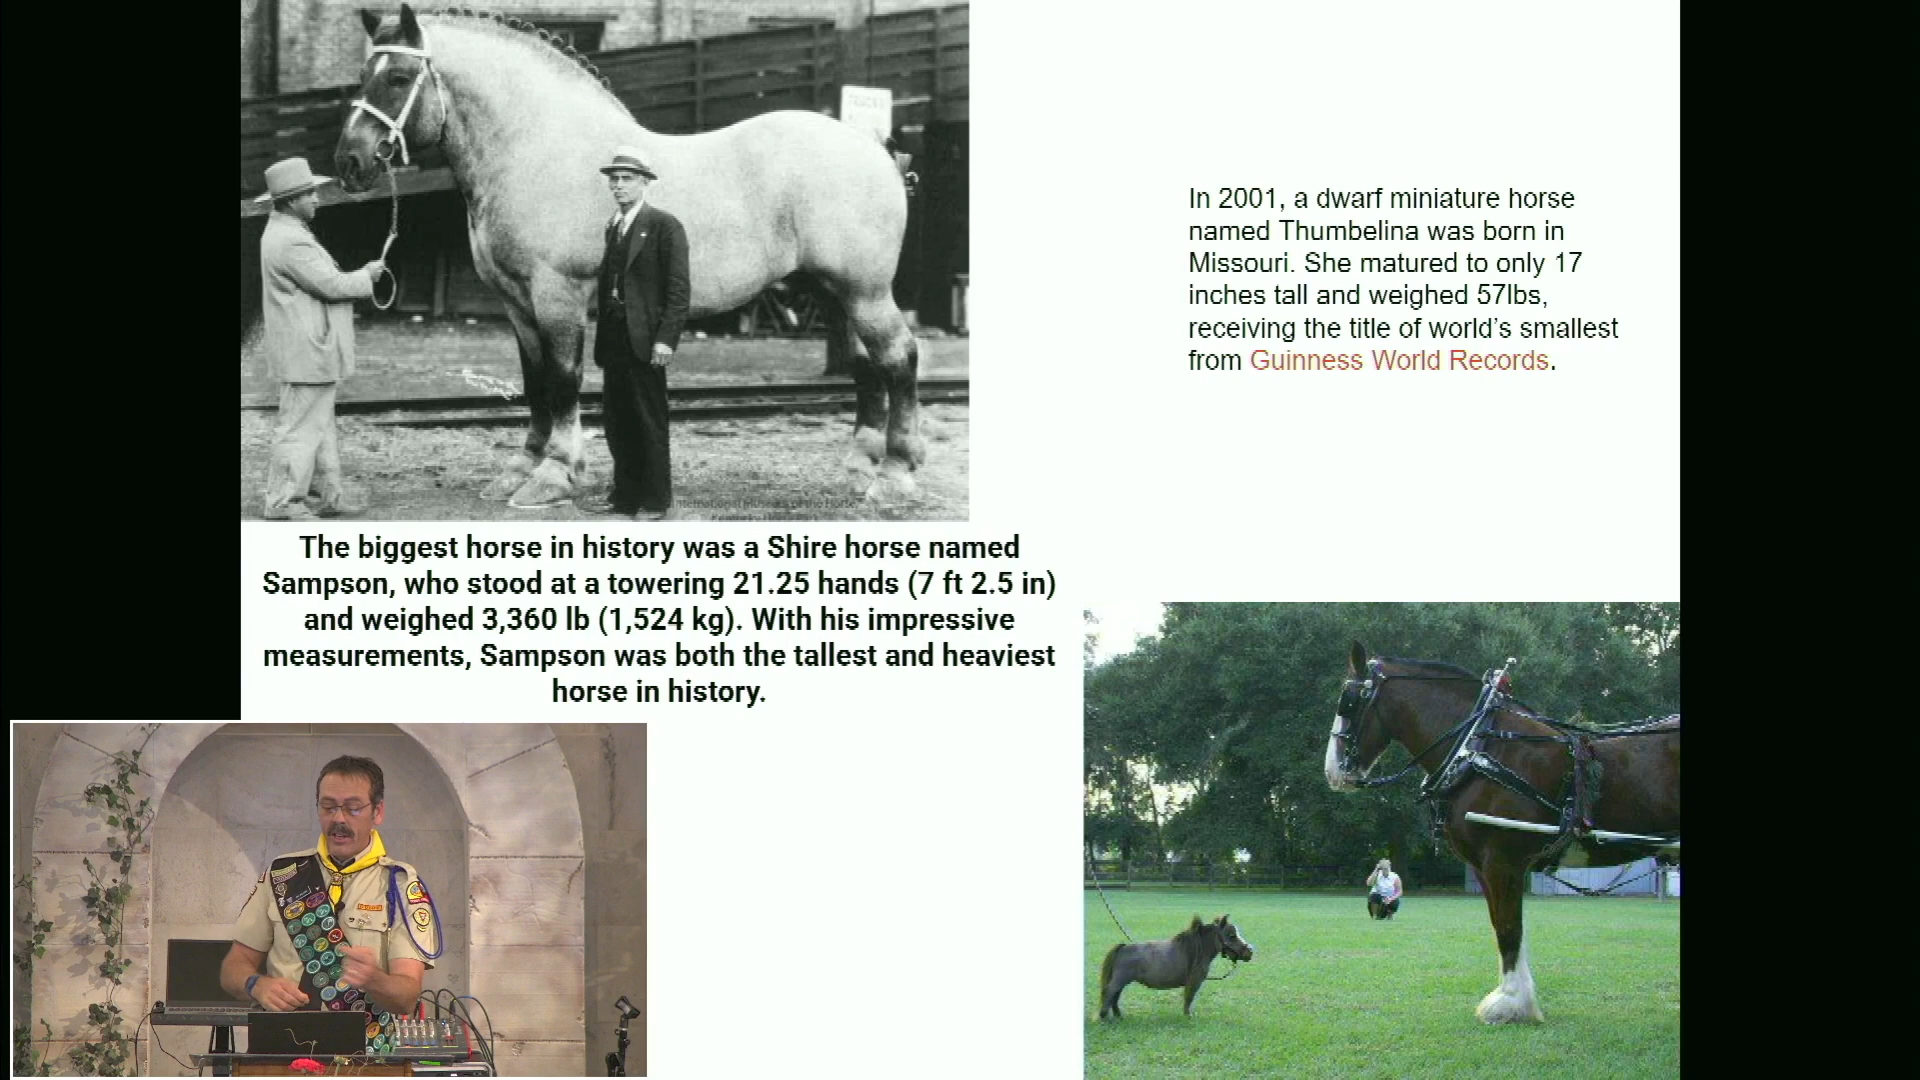 The biggest horse in history was a Shire horse named
Sampson, who stood at a towering 21.25 hands (7 ft 2.5 in)
and weighed 3,360 lb (1,524 kg). With his impressive
measurements, Sampson was both the tallest and heaviest
horse in history.
In 2001, a dwarf miniature horse
named Thumbelina was born in
Missouri. She matured to only 17
inches tall and weighed 57lbs,
receiving the title of world’s smallest
from Guinness World Records.